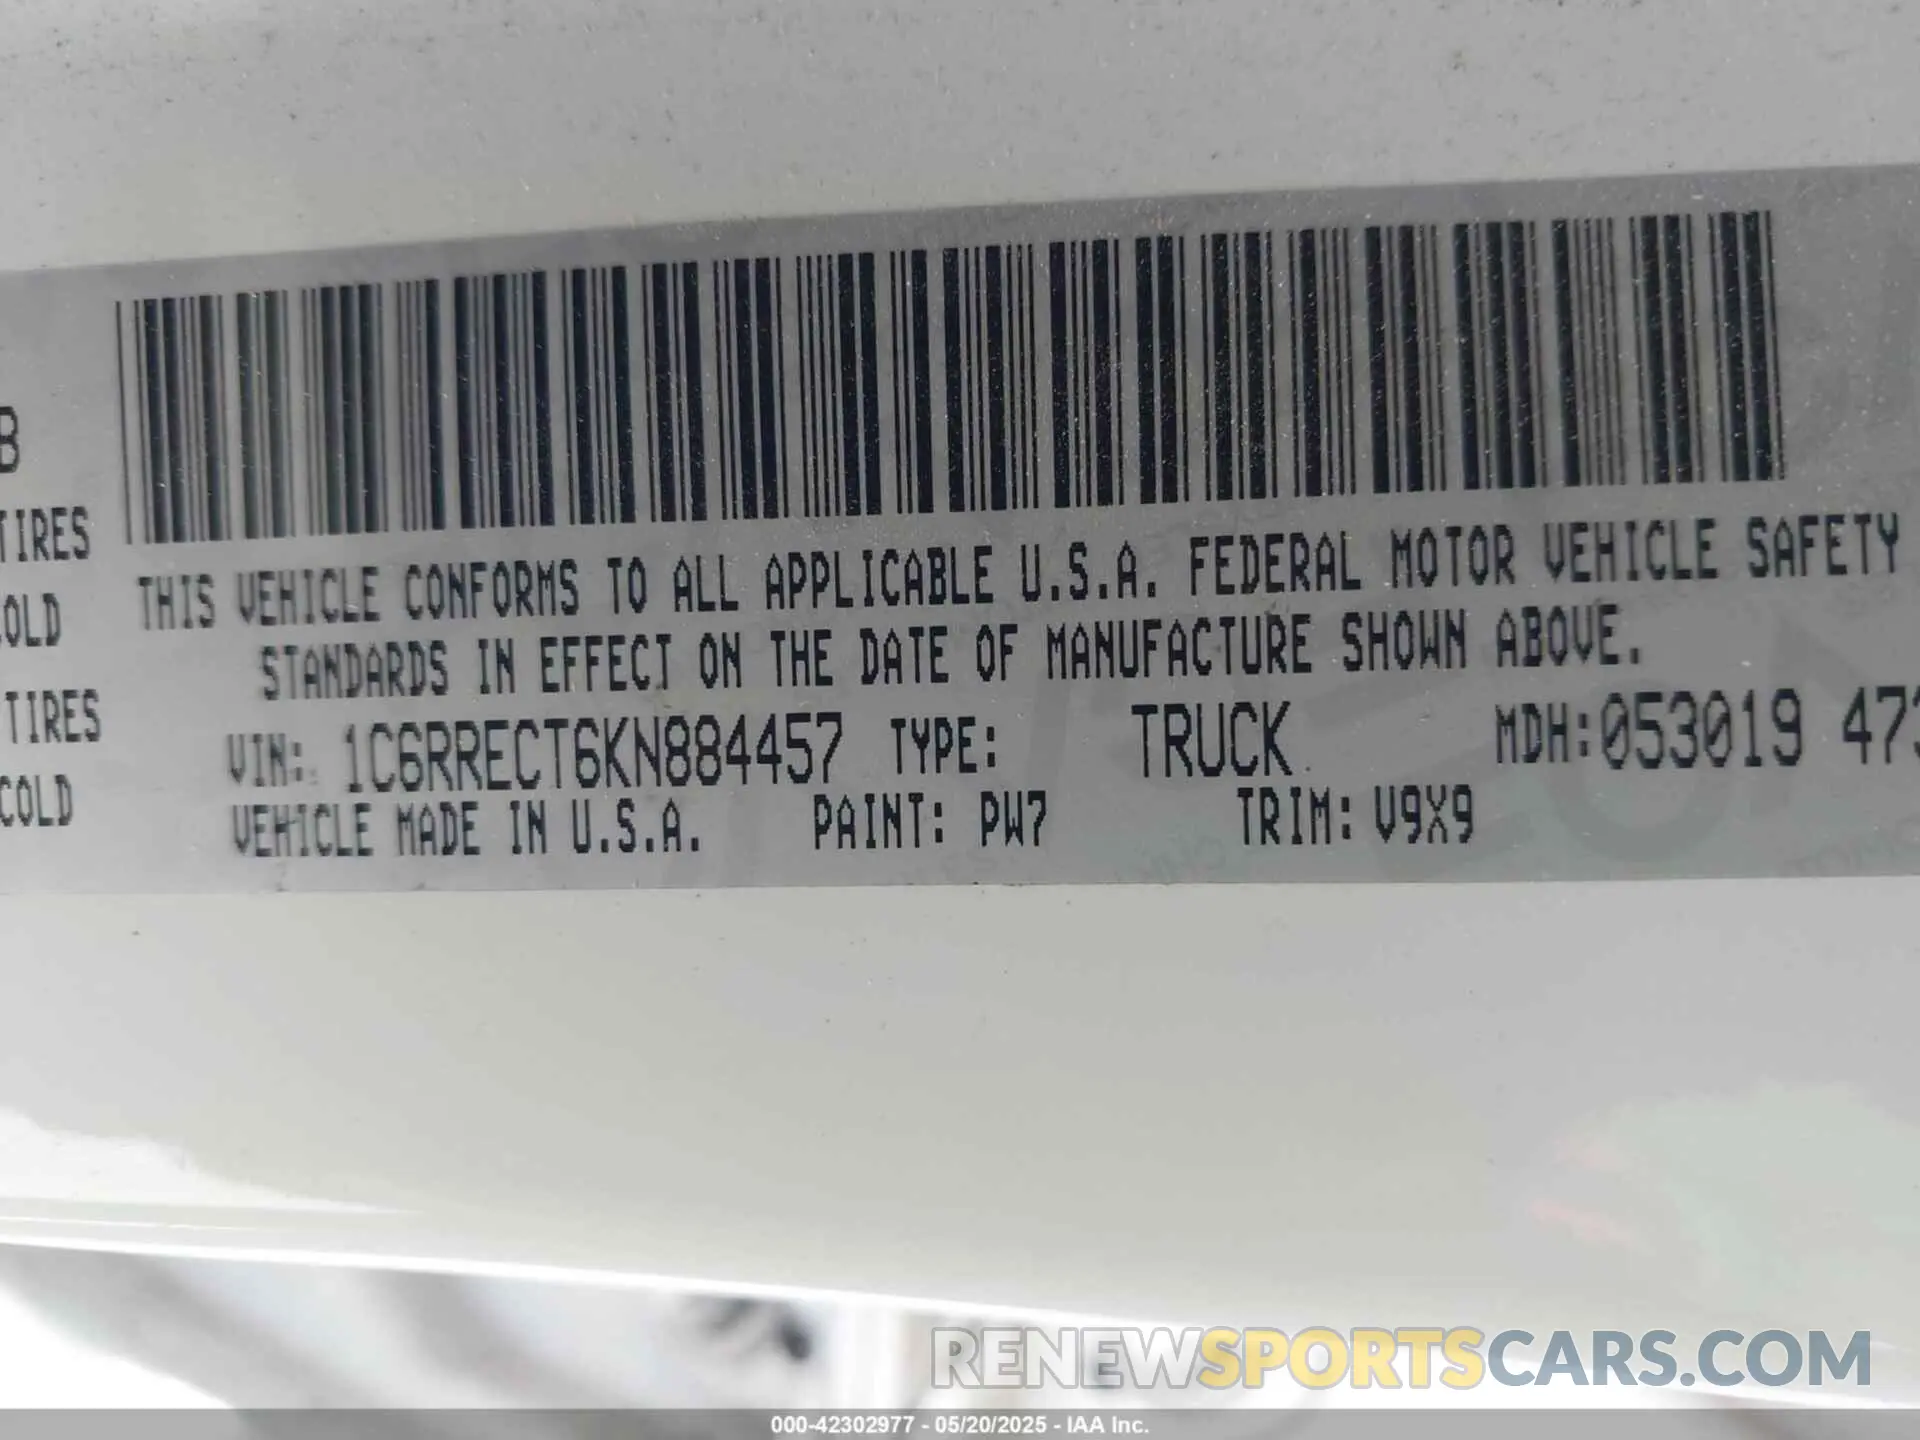 B
TIRES
COLD
TIRES
COLD
THIS VEHICLE CONFORMS TO ALL APPLICABLE U.S.A. FEDERAL MOTOR VEHICLE SAFETY
STANDARDS IN EFFECT ON THE DATE OF MANUFACTURE SHOWN ABOVE.
VIN: 1C6RRECT6KN884457 TYPE: TRUCK MDH:053019 473
VEHICLE MADE IN U.S.A. PAINT: PW7 TRIM: V9X9
RENEWSPORTSCARS.COM
000-42302977 - 05/20/2025 - IAA Inc.